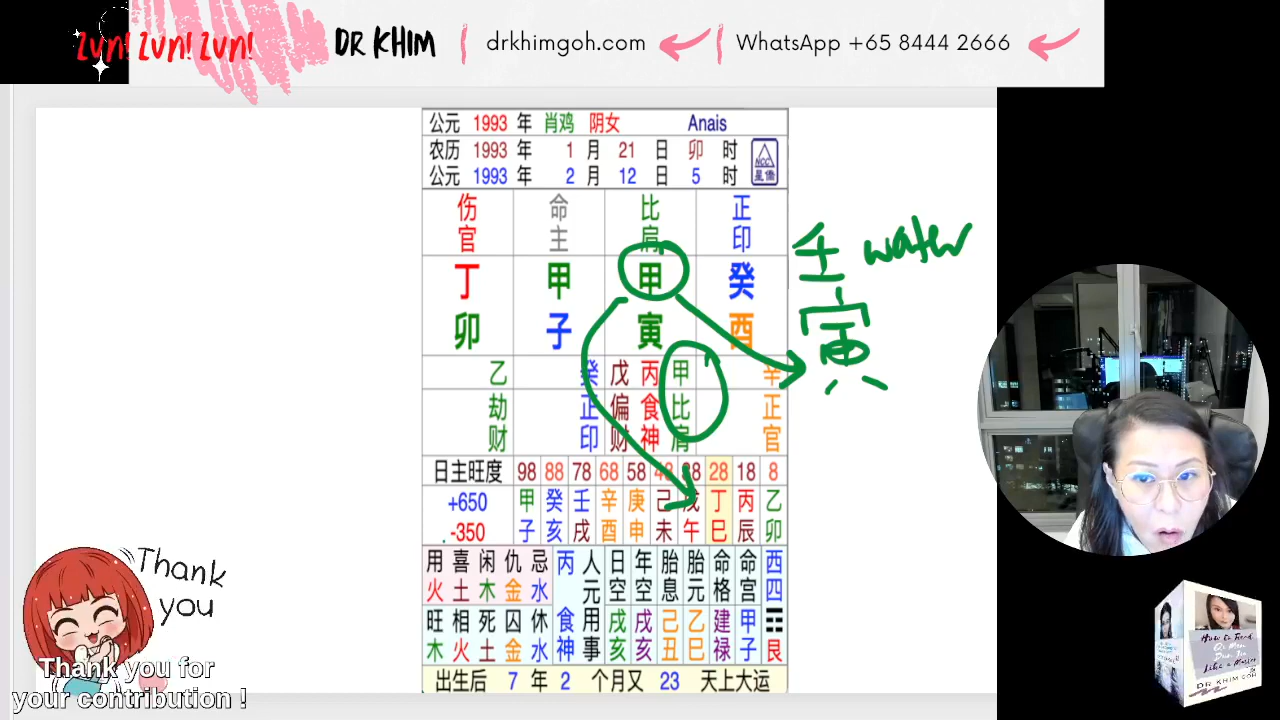 Zun! Zun! Zun!
DR KHIM
drkhimgoh.com
WhatsApp +65 8444 2666
公元 1993 年 肖鸡 阴女 Anais
农历 1993 年 1 月 21 日 卯 时
公元 1993 年 2 月 12 日 5 时
NCC
星僑
伤官 命主 比肩 正印
丁 甲 甲 癸
卯 子 寅 酉
乙 癸 戊 丙 甲 辛
劫财 正印 偏财 食神 比肩 正官
壬 water
寅
日主旺度 98 88 78 68 58 48 38 28 18 8
+650 甲 癸 壬 辛 庚 己 戊 丁 丙 乙
-350 子 亥 戌 酉 申 未 午 巳 辰 卯
用 喜 闲 仇 忌 丙 人 日 年 胎 胎 命 命 西
火 土 木 金 水 元 空 空 息 元 格 宫 四
旺 相 死 囚 休 食 用 戌 戌 己 乙 建 甲 ☶
木 火 土 金 水 神 事 亥 亥 丑 巳 禄 子 艮
出生后 7 年 2 个月又 23 天上大运
Thank you
Thank you for
your contribution !
How to Fend
Like a Master
DR KHIM GOH